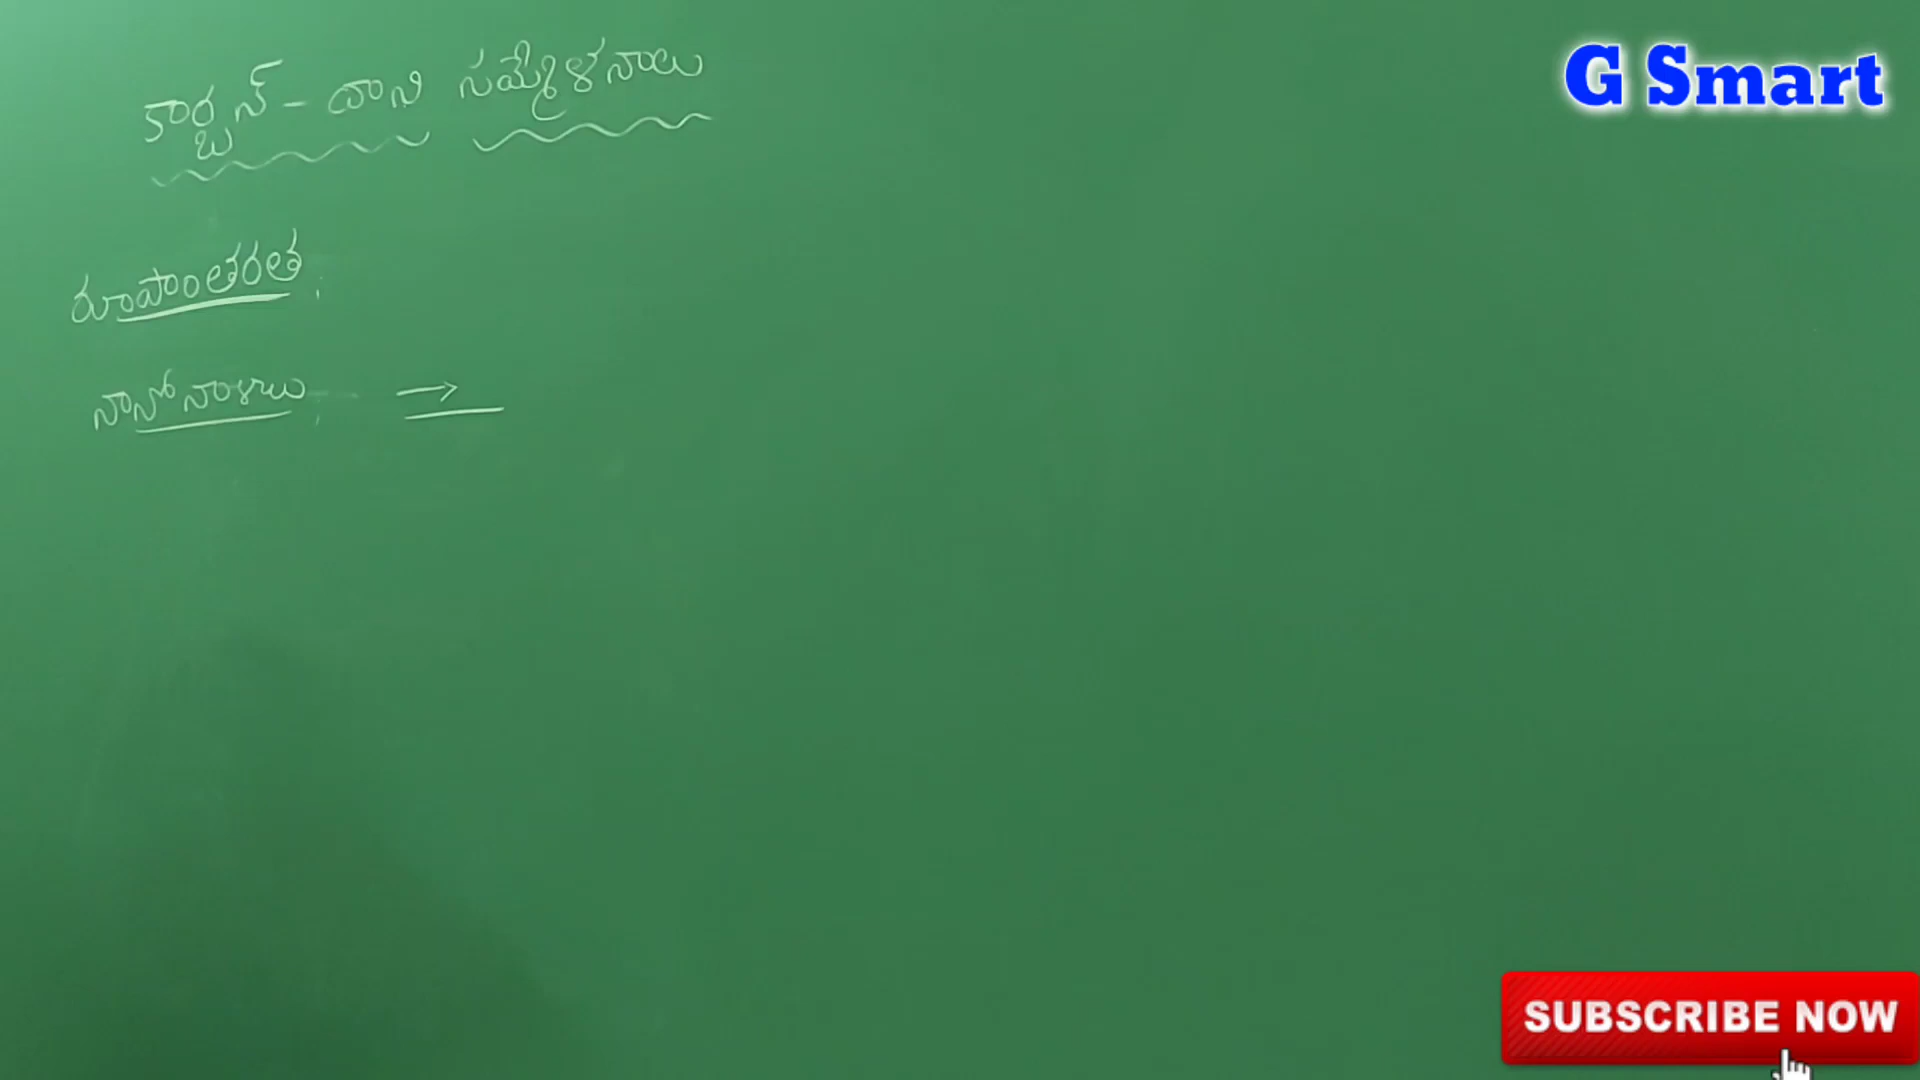 G Smart
కార్బన్ - దాని సమ్మేళనాలు
రూపాంతరత :
నానోనాళాలు : →
SUBSCRIBE NOW